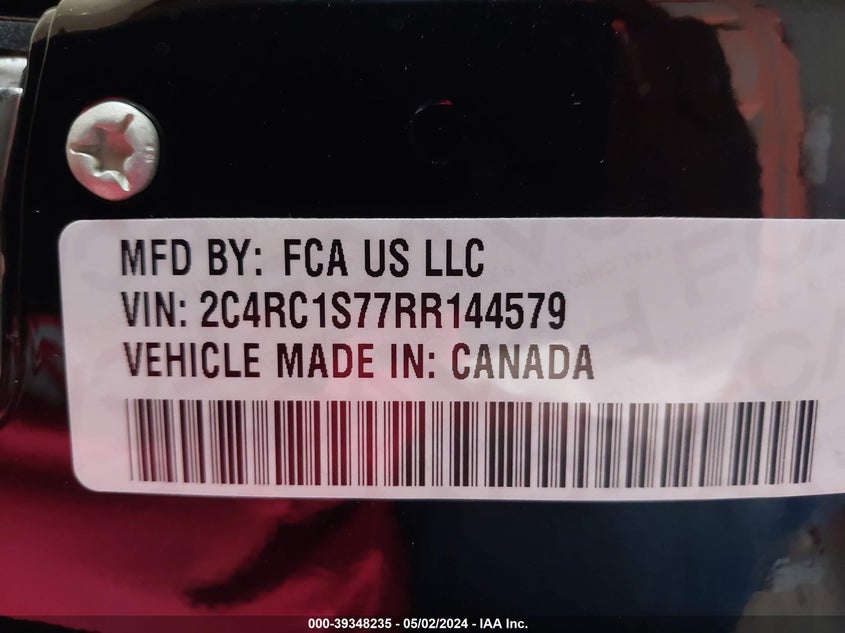 MFD BY: FCA US LLC
VIN: 2C4RC1S77RR144579
VEHICLE MADE IN: CANADA
000-39348235 - 05/02/2024 - IAA Inc.